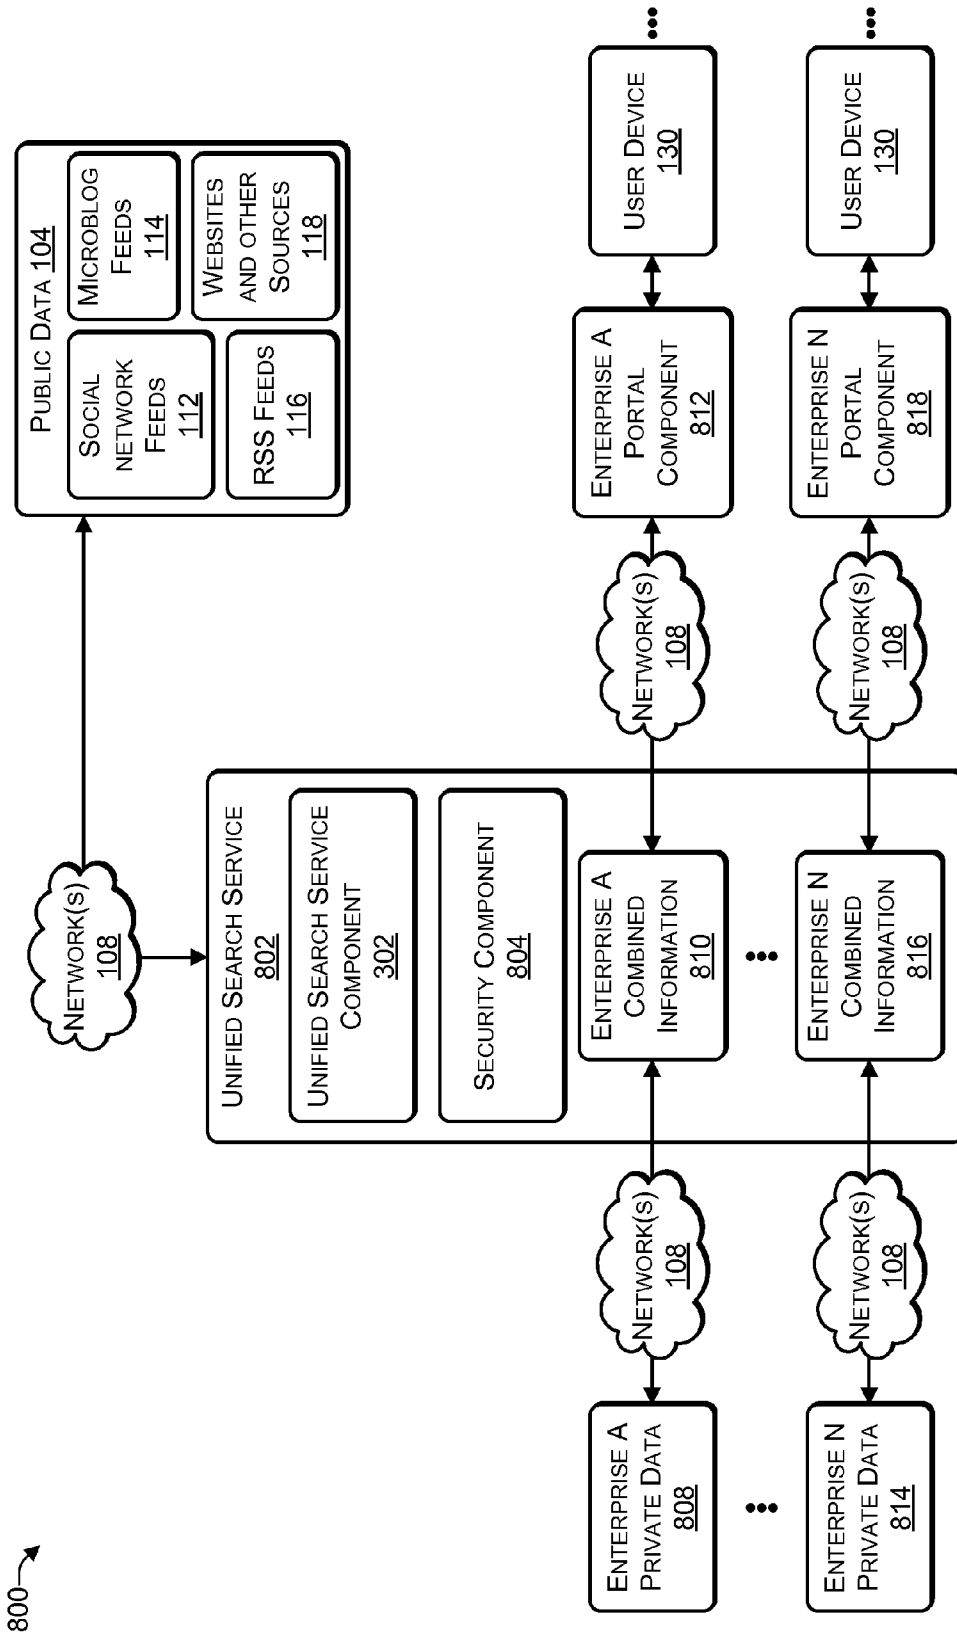 800
PUBLIC DATA 104
SOCIAL
NETWORK
FEEDS
112
MICROBLOG
FEEDS
114
RSS FEEDS
116
WEBSITES
AND OTHER
SOURCES
118
NETWORK(S)
108
UNIFIED SEARCH SERVICE
802
UNIFIED SEARCH SERVICE
COMPONENT
302
SECURITY COMPONENT
804
ENTERPRISE A
PRIVATE DATA
808
NETWORK(S)
108
ENTERPRISE A
COMBINED
INFORMATION
810
NETWORK(S)
108
ENTERPRISE A
PORTAL
COMPONENT
812
USER DEVICE
130
•••
•••
•••
ENTERPRISE N
PRIVATE DATA
814
NETWORK(S)
108
ENTERPRISE N
COMBINED
INFORMATION
816
NETWORK(S)
108
ENTERPRISE N
PORTAL
COMPONENT
818
USER DEVICE
130
•••